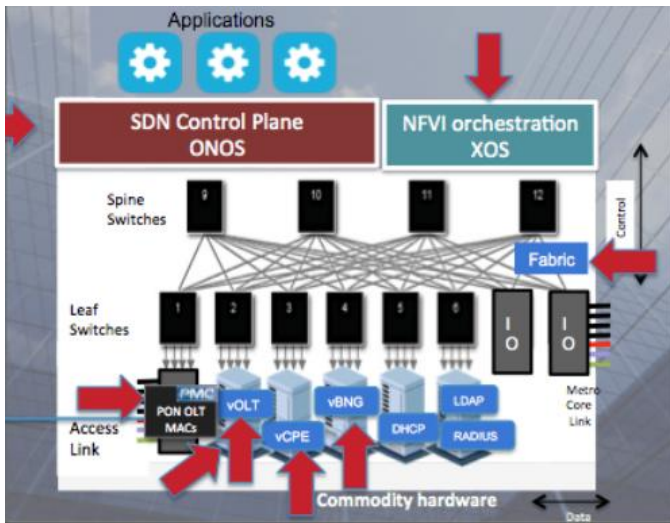 Applications
SDN Control Plane
ONOS
NFVI orchestration
XOS
Spine
Switches
9
10
11
12
Control
Fabric
Leaf
Switches
1
2
3
4
5
6
I
O
I
O
PMC
PON OLT
MACs
vOLT
vCPE
vBNG
DHCP
LDAP
RADIUS
Access
Link
Metro
Core
Link
Commodity hardware
Data